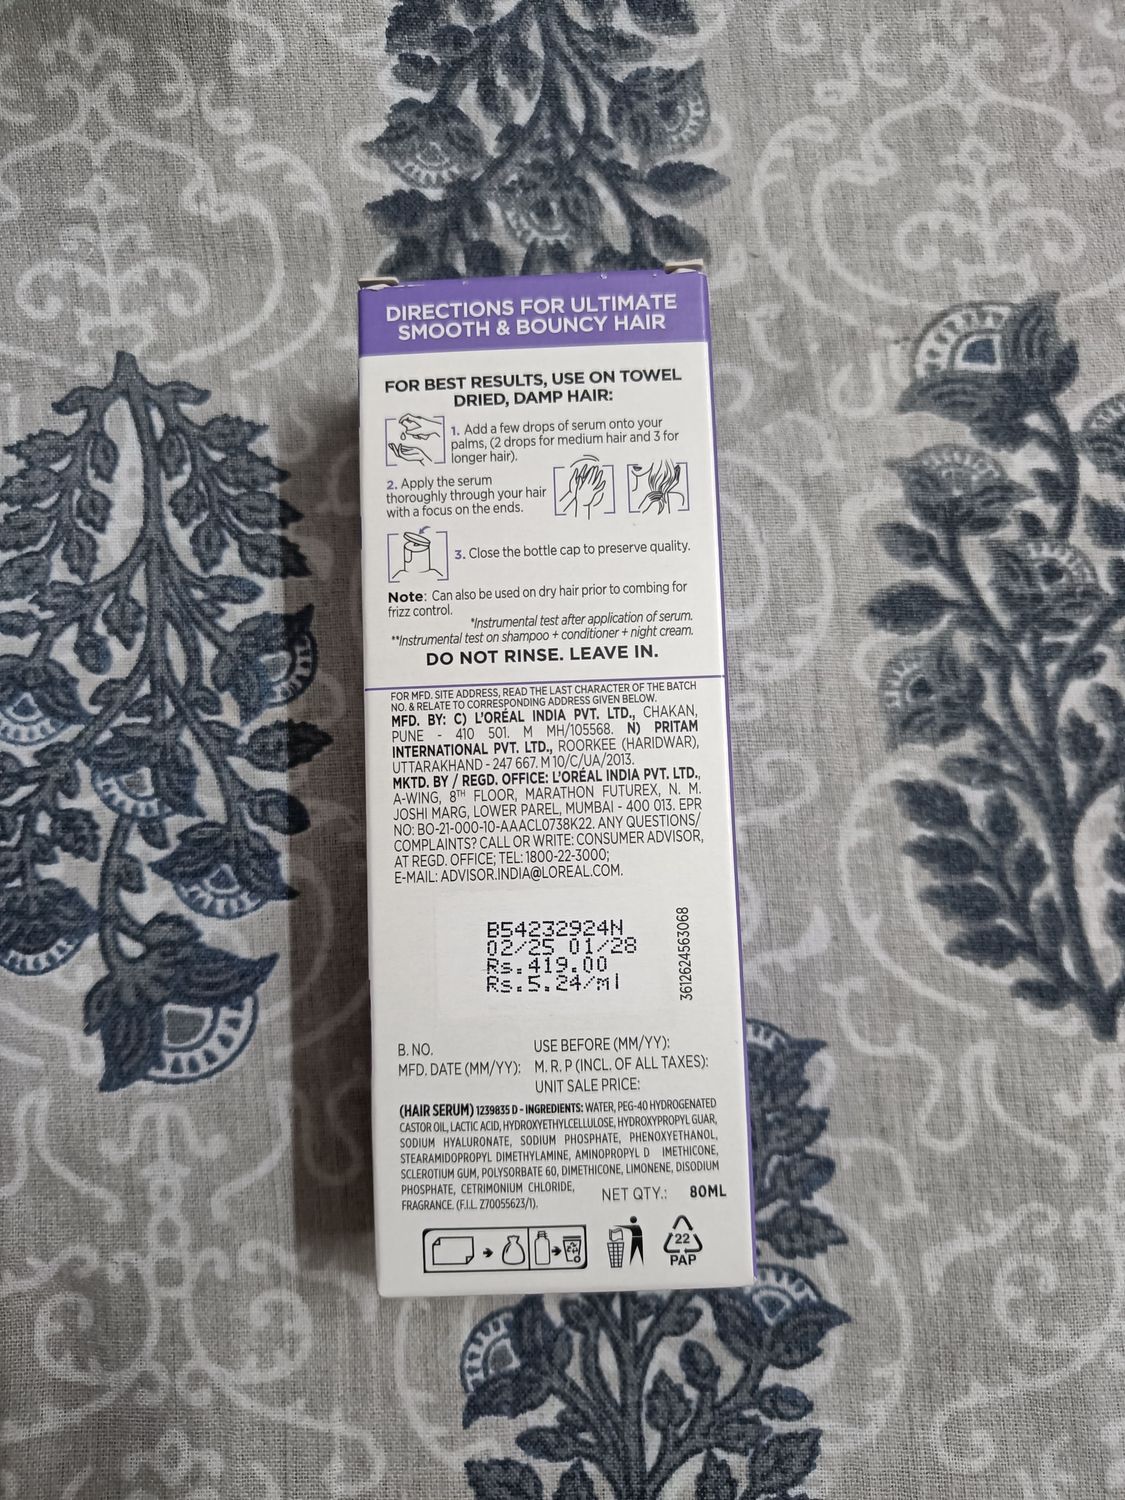 DIRECTIONS FOR ULTIMATE
SMOOTH & BOUNCY HAIR
FOR BEST RESULTS, USE ON TOWEL
DRIED, DAMP HAIR:
1. Add a few drops of serum onto your
palms, (2 drops for medium hair and 3 for
longer hair).
2. Apply the serum
thoroughly through your hair
with a focus on the ends.
3. Close the bottle cap to preserve quality.
Note: Can also be used on dry hair prior to combing for
frizz control.
*Instrumental test after application of serum.
**Instrumental test on shampoo + conditioner + night cream.
DO NOT RINSE. LEAVE IN.
FOR MFD. SITE ADDRESS, READ THE LAST CHARACTER OF THE BATCH
NO. & RELATE TO CORRESPONDING ADDRESS GIVEN BELOW.
MFD. BY: C) L'ORÉAL INDIA PVT. LTD., CHAKAN,
PUNE - 410 501. M MH/105568. N) PRITAM
INTERNATIONAL PVT. LTD., ROORKEE (HARIDWAR),
UTTARAKHAND - 247 667. M 10/C/UA/2013.
MKTD. BY / REGD. OFFICE: L'ORÉAL INDIA PVT. LTD.,
A-WING, 8TH FLOOR, MARATHON FUTUREX, N. M.
JOSHI MARG, LOWER PAREL, MUMBAI - 400 013. EPR
NO: BO-21-000-10-AAACL0738K22. ANY QUESTIONS/
COMPLAINTS? CALL OR WRITE: CONSUMER ADVISOR,
AT REGD. OFFICE; TEL: 1800-22-3000;
E-MAIL: ADVISOR.INDIA@LOREAL.COM.
B54232924N
02/25 01/28
Rs.419.00
Rs.5.24/ml
3612624563068
B. NO. USE BEFORE (MM/YY):
MFD. DATE (MM/YY): M. R. P (INCL. OF ALL TAXES):
UNIT SALE PRICE:
(HAIR SERUM) 1239835 D - INGREDIENTS: WATER, PEG-40 HYDROGENATED
CASTOR OIL, LACTIC ACID, HYDROXYETHYLCELLULOSE, HYDROXYPROPYL GUAR,
SODIUM HYALURONATE, SODIUM PHOSPHATE, PHENOXYETHANOL,
STEARAMIDOPROPYL DIMETHYLAMINE, AMINOPROPYL D IMETHICONE,
SCLEROTIUM GUM, POLYSORBATE 60, DIMETHICONE, LIMONENE, DISODIUM
PHOSPHATE, CETRIMONIUM CHLORIDE,
FRAGRANCE. (F.I.L. Z70055623/1).
NET QTY.: 80ML
22
PAP